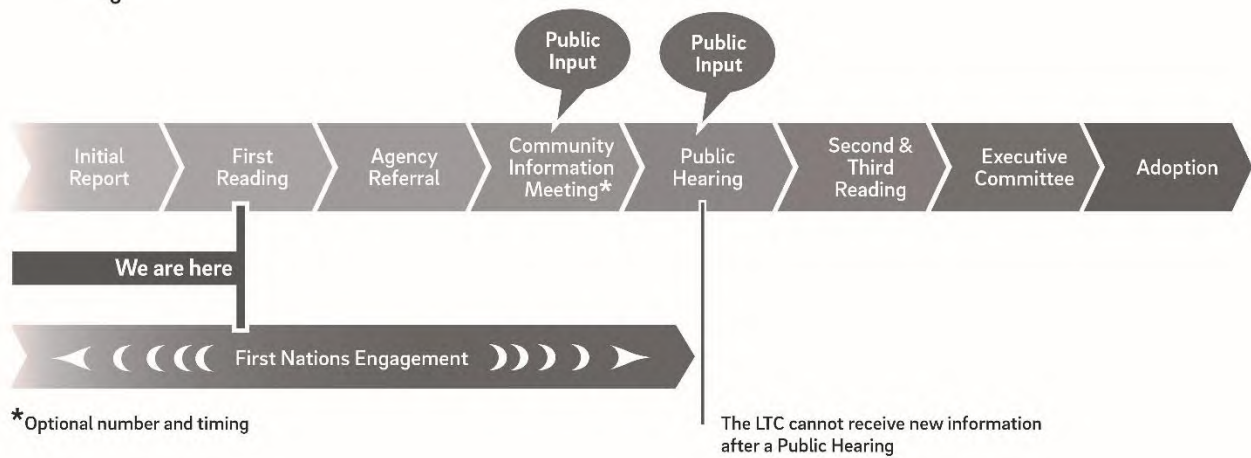 Public
Input
Public
Input
Initial
Report
First
Reading
Agency
Referral
Community
Information
Meeting*
Public
Hearing
Second &
Third
Reading
Executive
Committee
Adoption
We are here
First Nations Engagement
*Optional number and timing
The LTC cannot receive new information
after a Public Hearing